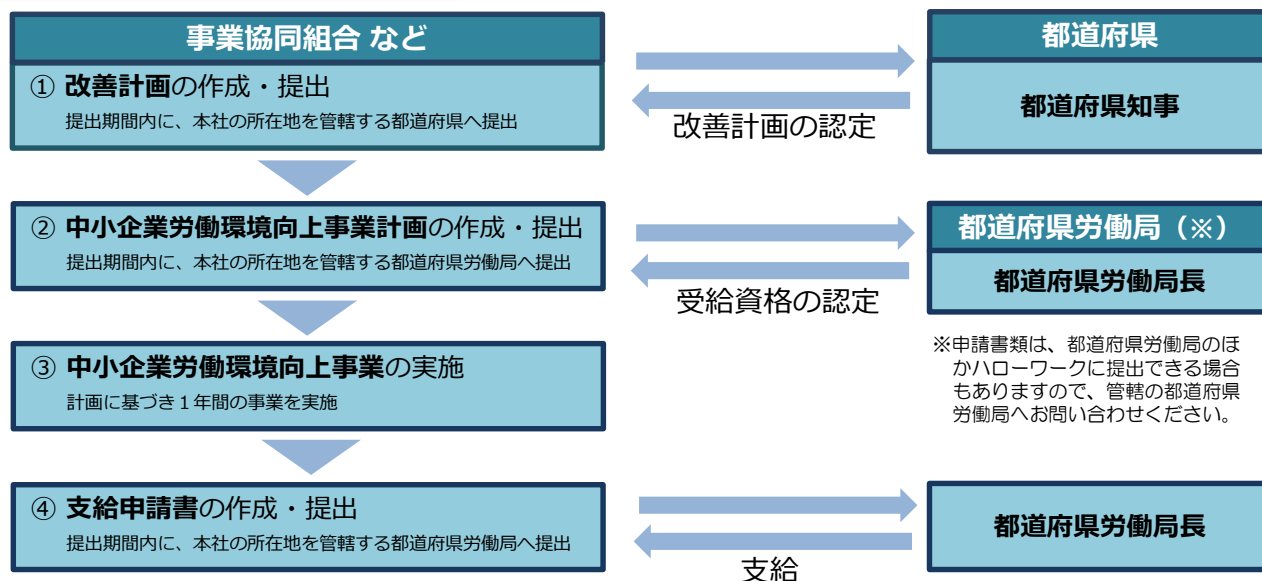 事業協同組合 など
① 改善計画の作成・提出
提出期間内に、本社の所在地を管轄する都道府県へ提出
改善計画の認定
都道府県
都道府県知事
② 中小企業労働環境向上事業計画の作成・提出
提出期間内に、本社の所在地を管轄する都道府県労働局へ提出
受給資格の認定
都道府県労働局（※）
都道府県労働局長
※申請書類は、都道府県労働局のほ
かハローワークに提出できる場合
もありますので、管轄の都道府県
労働局へお問い合わせください。
③ 中小企業労働環境向上事業の実施
計画に基づき１年間の事業を実施
④ 支給申請書の作成・提出
提出期間内に、本社の所在地を管轄する都道府県労働局へ提出
支給
都道府県労働局長